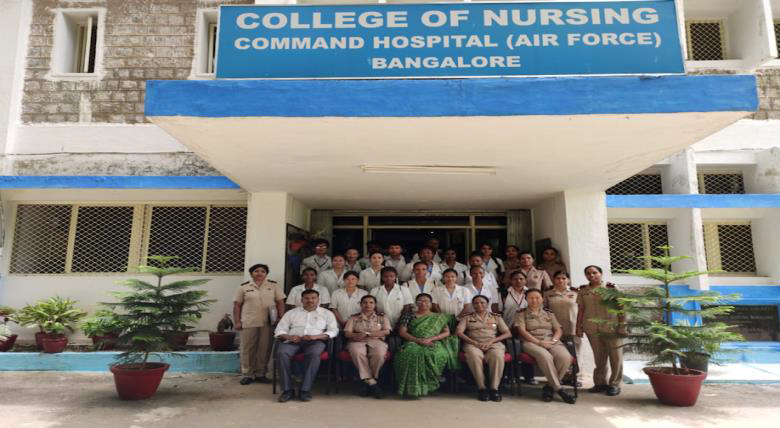 COLLEGE OF NURSING
COMMAND HOSPITAL (AIR FORCE)
BANGALORE